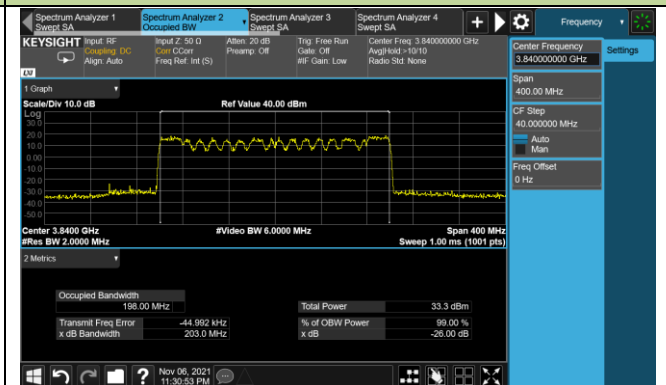 Spectrum Analyzer 1
Swept SA
Spectrum Analyzer 2
Occupied BW
Spectrum Analyzer 3
Swept SA
Spectrum Analyzer 4
Swept SA
+
Frequency
KEYSIGHT
Input: RF
Coupling: DC
Align: Auto
Input Z: 50 Ω
Corr CCorr
Freq Ref: Int (S)
Atten: 20 dB
Preamp: Off
Trig: Free Run
Gate: Off
#IF Gain: Low
Center Freq: 3.840000000 GHz
Avg|Hold:>10/10
Radio Std: None
LXI
Center Frequency
3.840000000 GHz
Settings
Span
400.00 MHz
CF Step
40.000000 MHz
Auto
Man
Freq Offset
0 Hz
1 Graph
Scale/Div 10.0 dB
Ref Value 40.00 dBm
Log
30.0
20.0
10.0
0.00
-10.0
-20.0
-30.0
-40.0
-50.0
Center 3.8400 GHz
#Video BW 6.0000 MHz
Span 400 MHz
#Res BW 2.0000 MHz
Sweep 1.00 ms (1001 pts)
2 Metrics
Occupied Bandwidth
198.00 MHz
Total Power
33.3 dBm
Transmit Freq Error
-44.992 kHz
% of OBW Power
99.00 %
x dB Bandwidth
203.0 MHz
x dB
-26.00 dB
?
Nov 06, 2021
11:30:53 PM